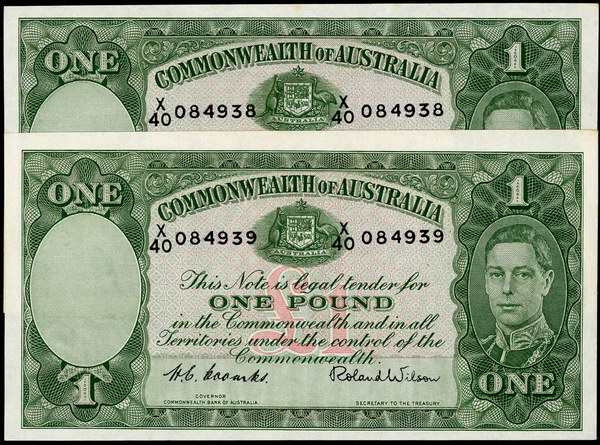 ONE
COMMONWEALTH OF AUSTRALIA
1
X/40 084938
X/40 084938
AUSTRALIA
ONE
COMMONWEALTH OF AUSTRALIA
1
X/40 084939
X/40 084939
AUSTRALIA
This Note is legal tender for
ONE POUND
in the Commonwealth and in all
Territories under the control of the
Commonwealth.
£1
H.C. Coombs.
Roland Wilson
GOVERNOR
COMMONWEALTH BANK OF AUSTRALIA
SECRETARY TO THE TREASURY.
1
ONE